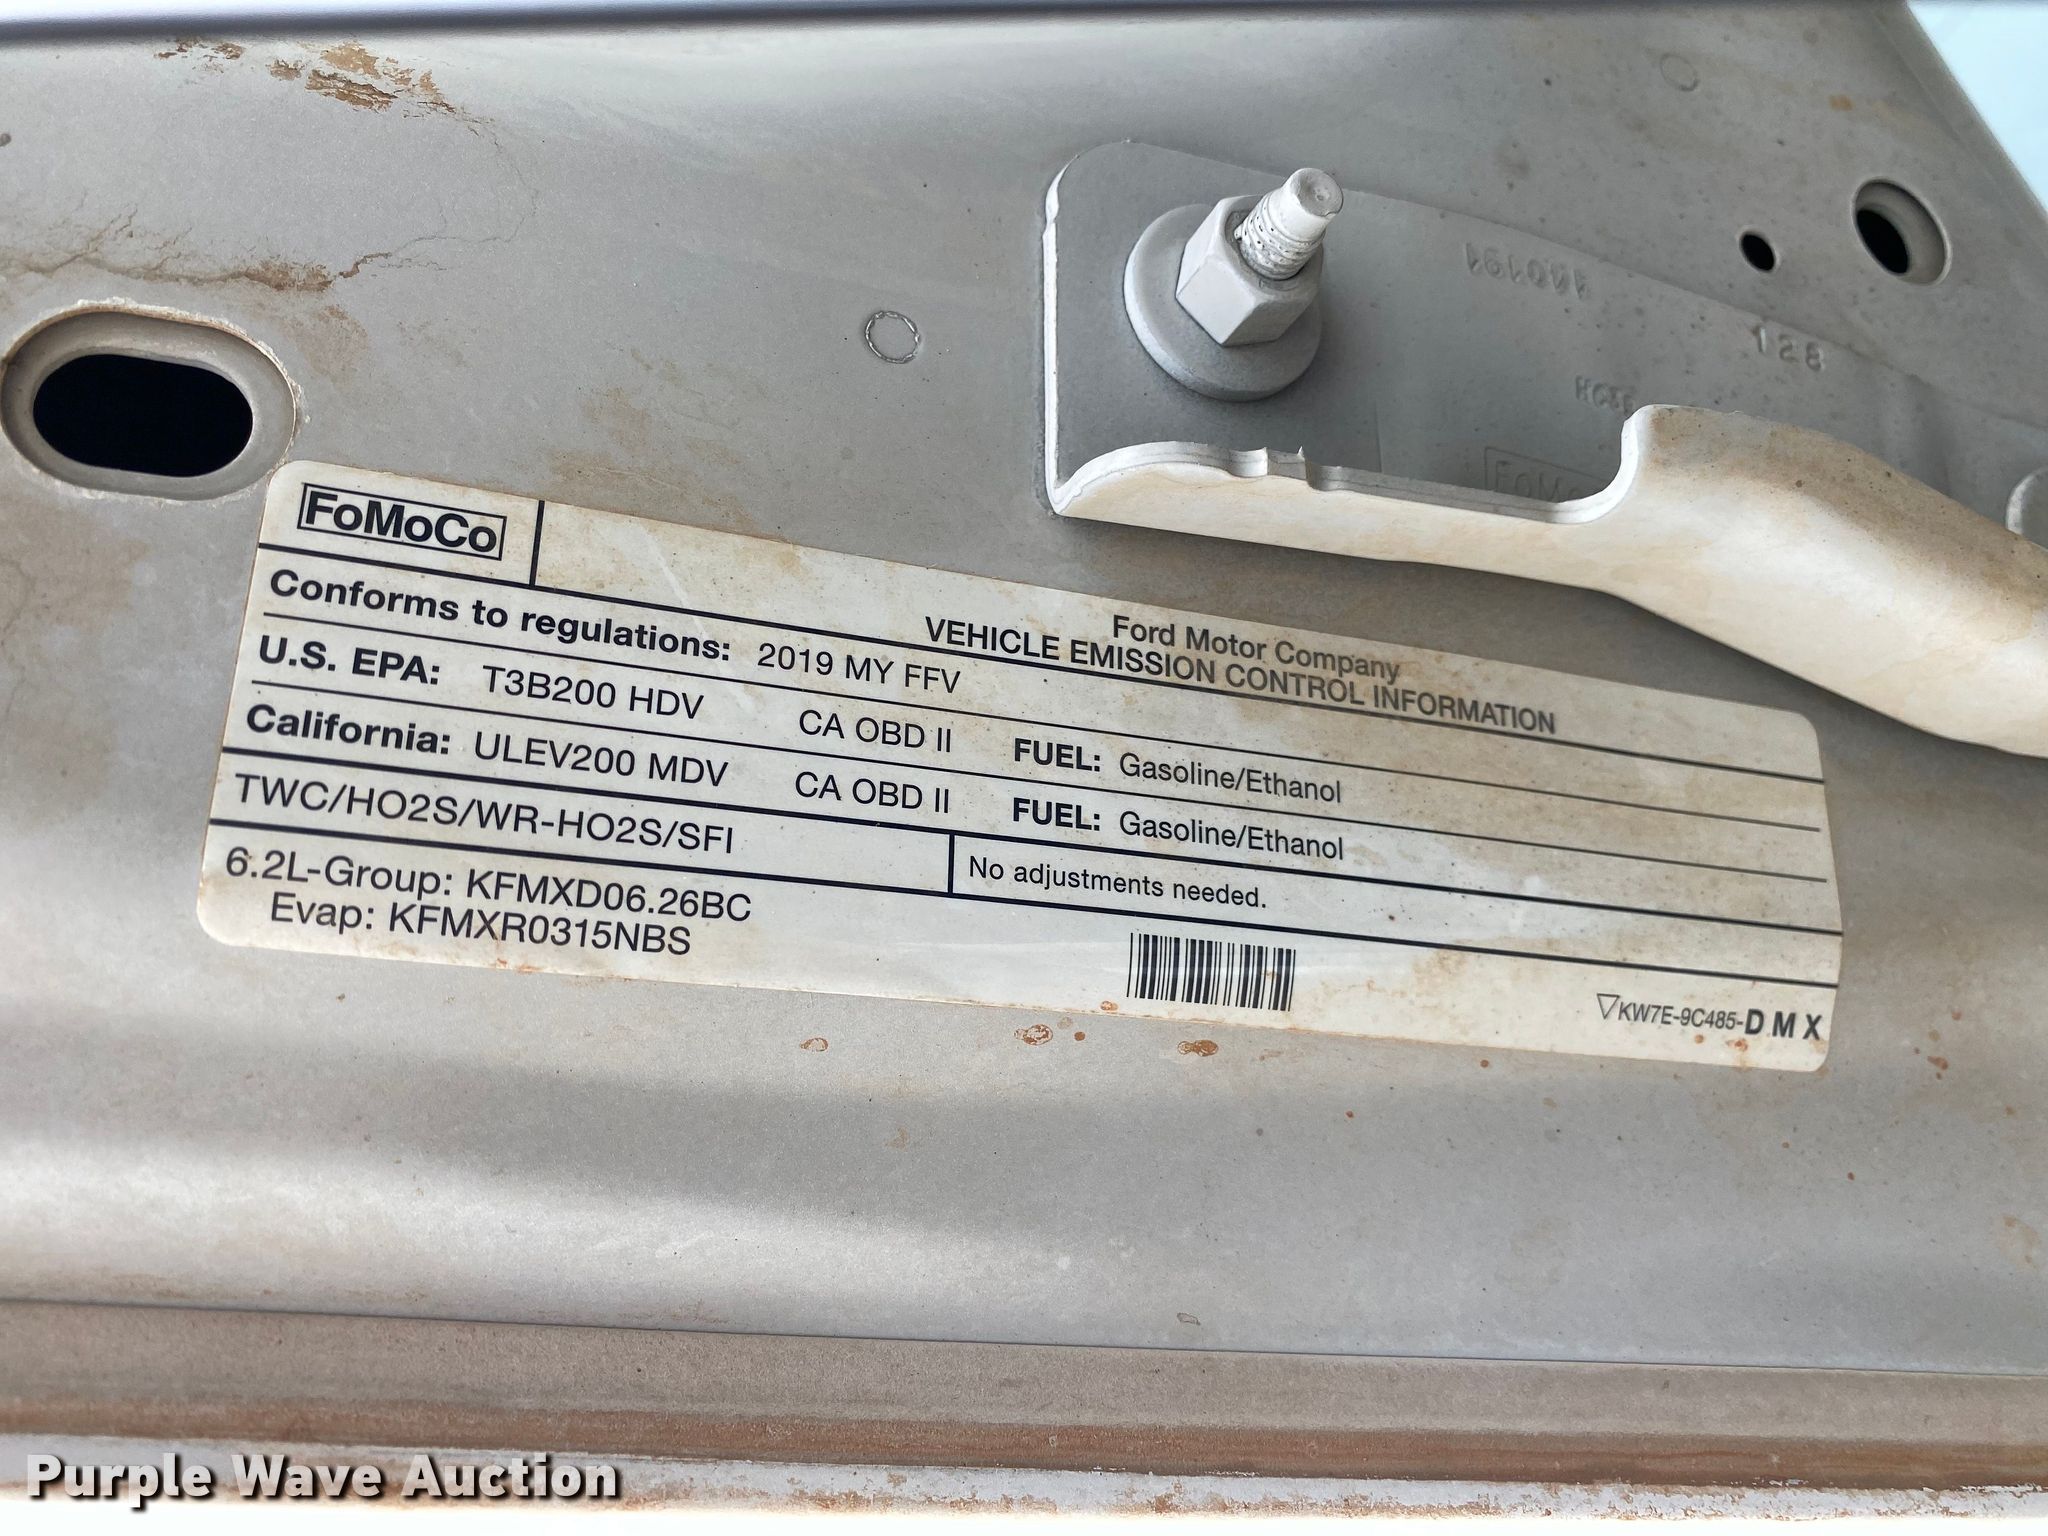 128
FoMoCo
Ford Motor Company
VEHICLE EMISSION CONTROL INFORMATION
Conforms to regulations: 2019 MY FFV
U.S. EPA: T3B200 HDV CA OBD II FUEL: Gasoline/Ethanol
California: ULEV200 MDV CA OBD II FUEL: Gasoline/Ethanol
TWC/HO2S/WR-HO2S/SFI
No adjustments needed.
6.2L-Group: KFMXD06.26BC
Evap: KFMXR0315NBS
▽KW7E-9C485-DMX
Purple Wave Auction